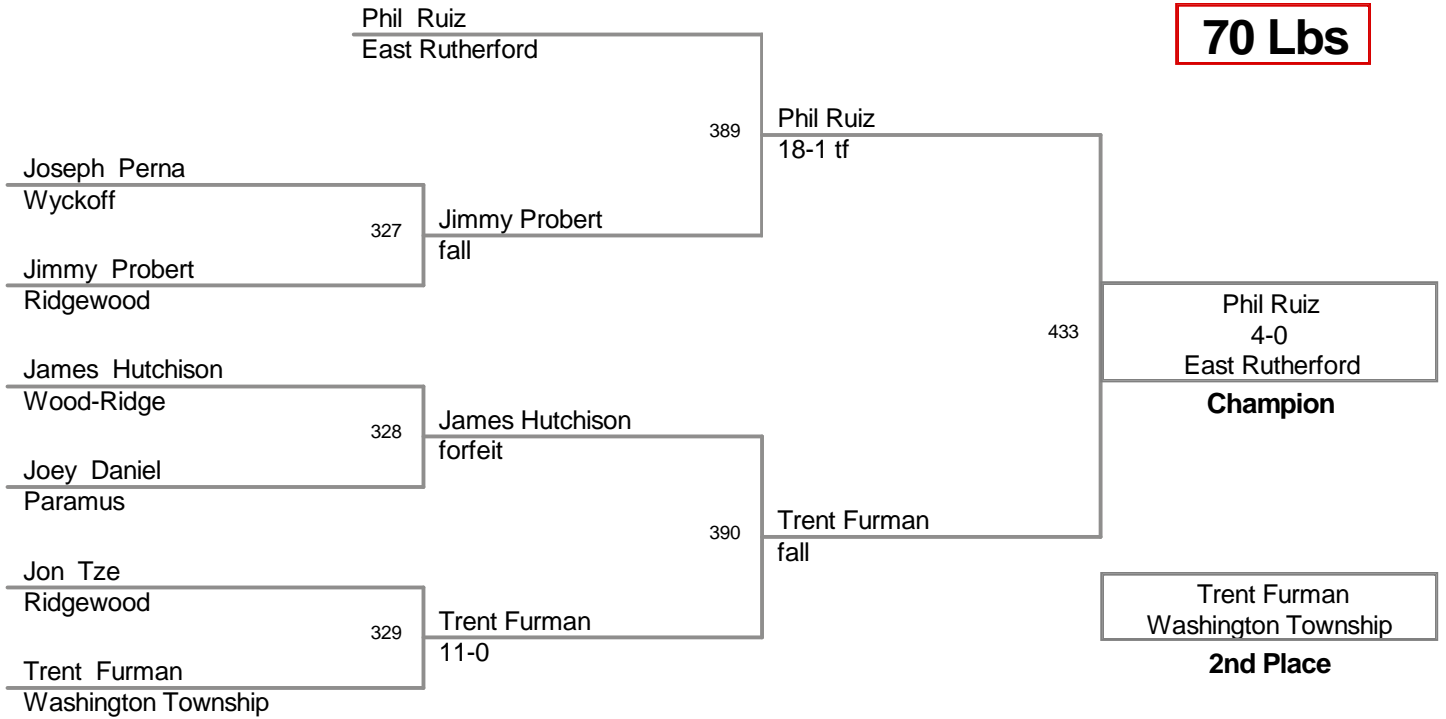 Phil Ruiz
East Rutherford
70 Lbs
389
Phil Ruiz
18-1 tf
Joseph Perna
Wyckoff
327
Jimmy Probert
fall
Jimmy Probert
Ridgewood
433
Phil Ruiz
4-0
East Rutherford
Champion
James Hutchison
Wood-Ridge
328
James Hutchison
forfeit
Joey Daniel
Paramus
390
Trent Furman
fall
Jon Tze
Ridgewood
329
Trent Furman
11-0
Trent Furman
Washington Township
Trent Furman
Washington Township
2nd Place